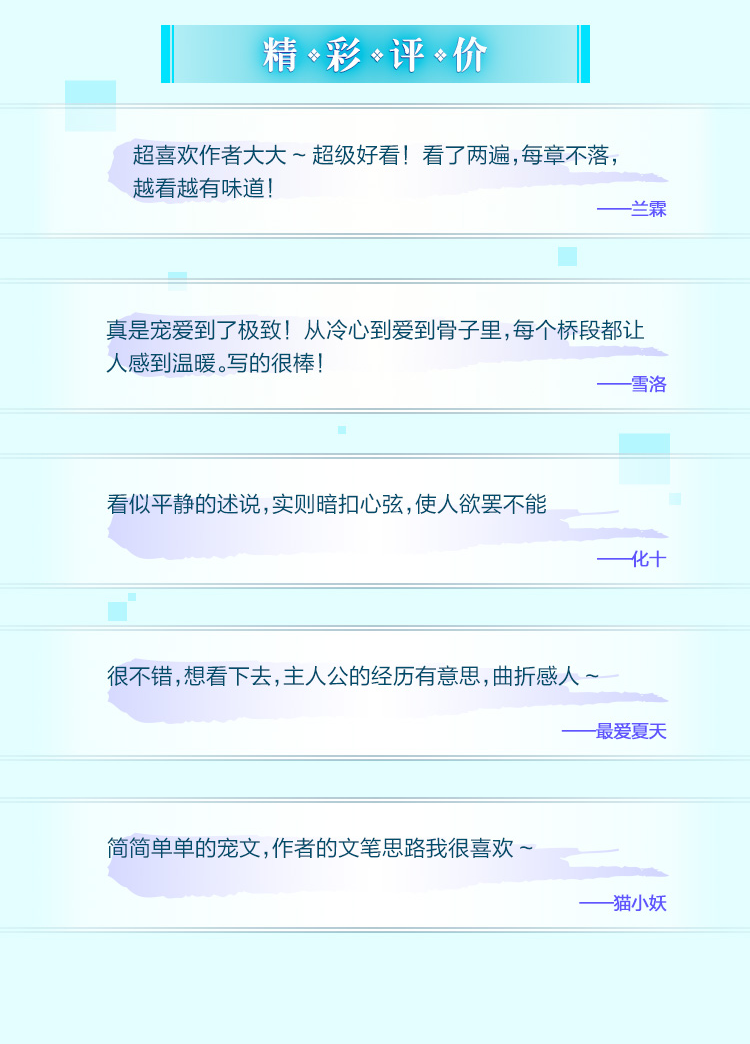 精彩评价
超喜欢作者大大~超级好看！看了两遍，每章不落，
越看越有味道！
——兰霖
真是宠爱到了极致！从冷心到爱到骨子里，每个桥段都让
人感到温暖。写的很棒！
——雪洛
看似平静的述说，实则暗扣心弦，使人欲罢不能
——化十
很不错，想看下去，主人公的经历有意思，曲折感人~
——最爱夏天
简简单单的宠文，作者的文笔思路我很喜欢~
——猫小妖